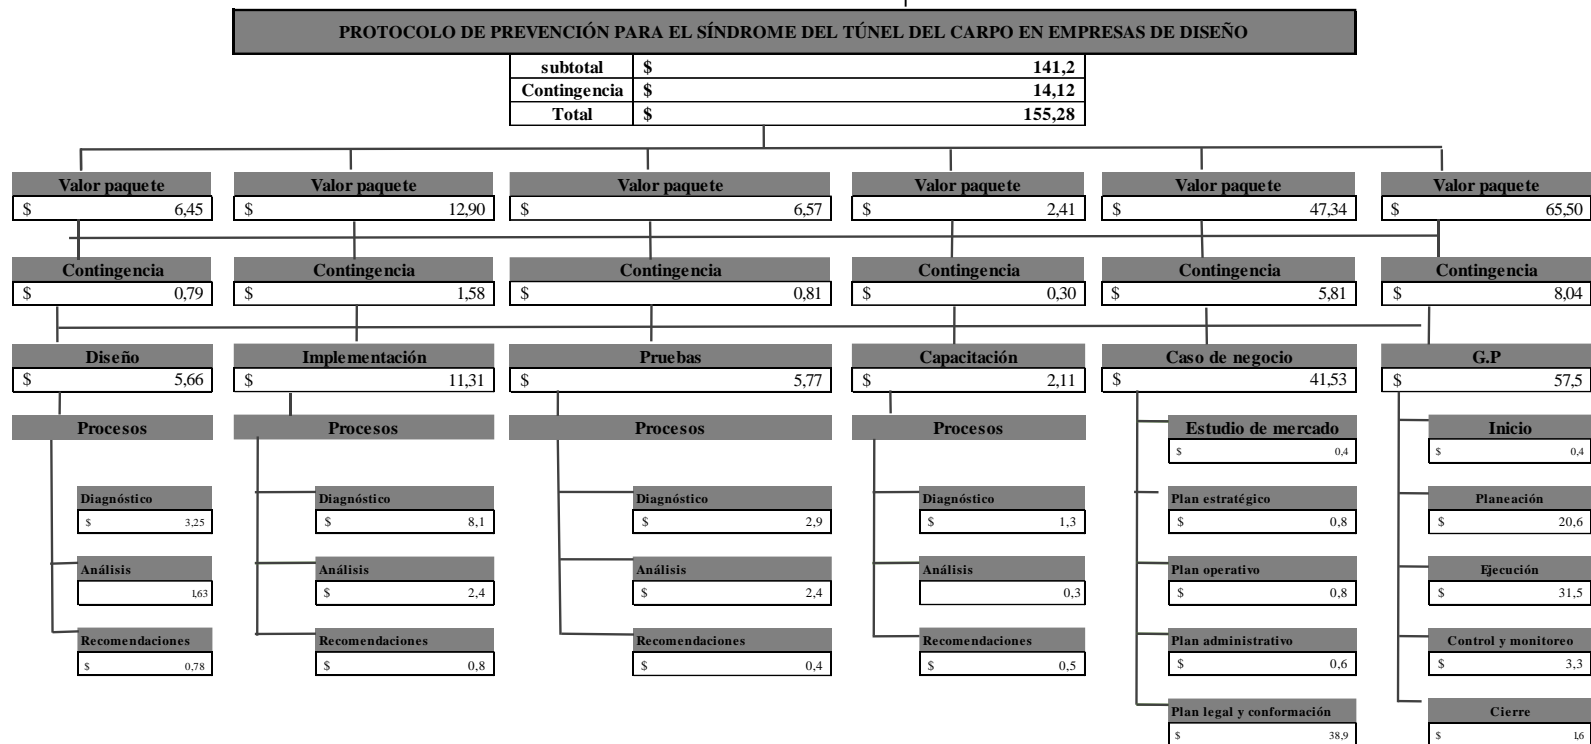 PROTOCOLO DE PREVENCIÓN PARA EL SÍNDROME DEL TÚNEL DEL CARPO EN EMPRESAS DE DISEÑO
subtotal $ 141,2
Contingencia $ 14,12
Total $ 155,28
Valor paquete Valor paquete Valor paquete Valor paquete Valor paquete Valor paquete
$ 6,45 $ 12,90 $ 6,57 $ 2,41 $ 47,34 $ 65,50
Contingencia Contingencia Contingencia Contingencia Contingencia Contingencia
$ 0,79 $ 1,58 $ 0,81 $ 0,30 $ 5,81 $ 8,04
Diseño Implementación Pruebas Capacitación Caso de negocio G.P
$ 5,66 $ 11,31 $ 5,77 $ 2,11 $ 41,53 $ 57,5
Procesos Procesos Procesos Procesos Estudio de mercado Inicio
$ 0,4 $ 0,4
Diagnóstico Diagnóstico Diagnóstico Diagnóstico Plan estratégico Planeación
$ 3,25 $ 8,1 $ 2,9 $ 1,3 $ 0,8 $ 20,6
Análisis Análisis Análisis Análisis Plan operativo Ejecución
1,63 $ 2,4 $ 2,4 0,3 $ 0,8 $ 31,5
Recomendaciones Recomendaciones Recomendaciones Recomendaciones Plan administrativo Control y monitoreo
$ 0,78 $ 0,8 $ 0,4 $ 0,5 $ 0,6 $ 3,3
Plan legal y conformación Cierre
$ 38,9 $ 1,6